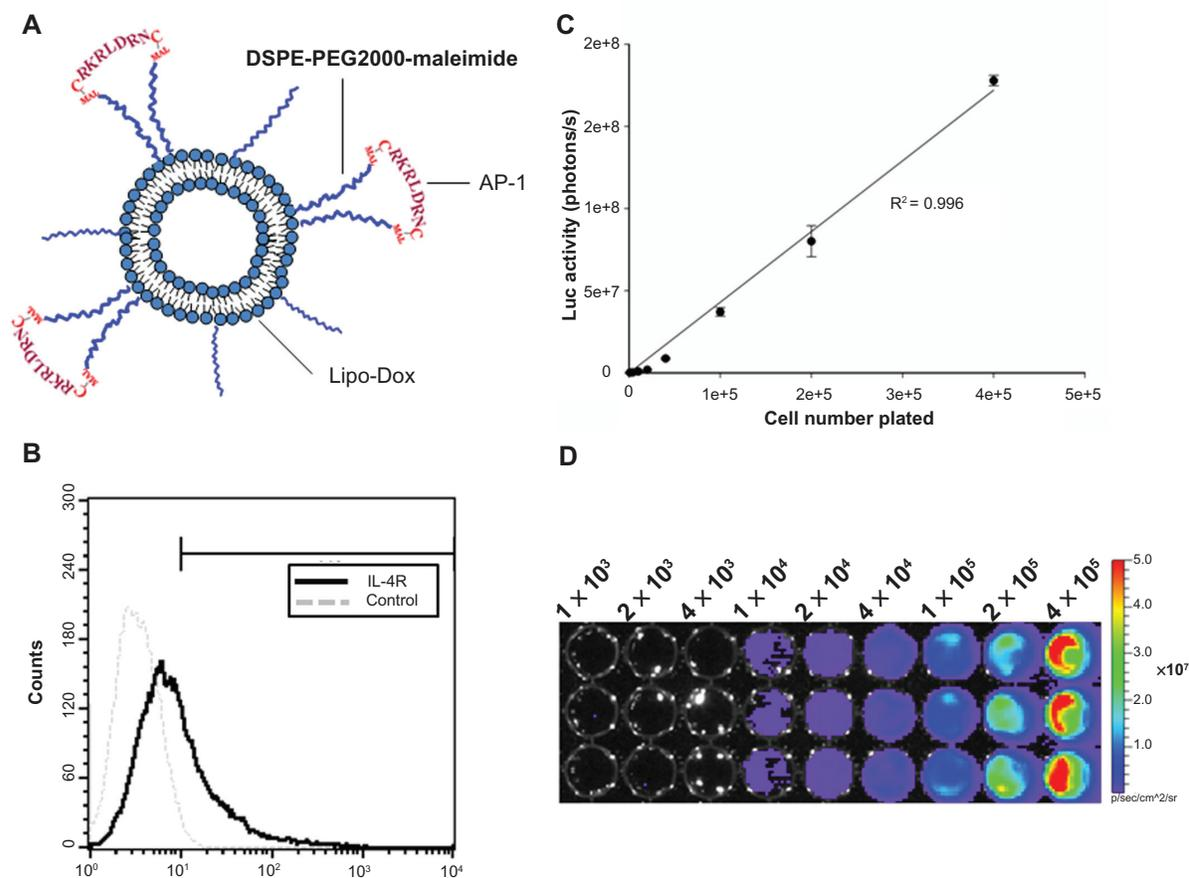 A
DSPE-PEG2000-maleimide
CRKRLDRNC
MAL
MAL
CRKRLDRNC
MAL
MAL
AP-1
CRKRLDRNC
MAL
MAL
Lipo-Dox
C
Luc activity (photons/s)
2e+8
2e+8
1e+8
5e+7
0
R² = 0.996
0 1e+5 2e+5 3e+5 4e+5 5e+5
Cell number plated
B
Counts
300
240
180
120
60
0
IL-4R
Control
10⁰ 10¹ 10² 10³ 10⁴
D
1 × 10³ 2 × 10³ 4 × 10³ 1 × 10⁴ 2 × 10⁴ 4 × 10⁴ 1 × 10⁵ 2 × 10⁵ 4 × 10⁵
5.0
4.0
3.0
×10⁷
2.0
1.0
p/sec/cm^2/sr